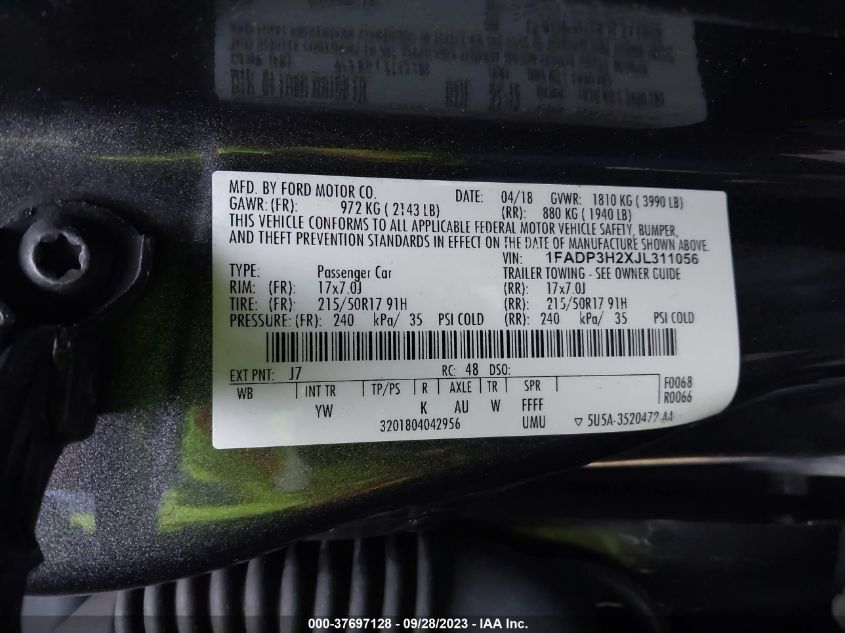 MFD. BY FORD MOTOR CO. DATE: 04/18 GVWR: 1810 KG ( 3990 LB)
GAWR: (FR): 972 KG ( 2143 LB) (RR): 880 KG ( 1940 LB)
THIS VEHICLE CONFORMS TO ALL APPLICABLE FEDERAL MOTOR VEHICLE SAFETY, BUMPER,
AND THEFT PREVENTION STANDARDS IN EFFECT ON THE DATE OF MANUFACTURE SHOWN ABOVE.
VIN: 1FADP3H2XJL311056
TYPE: Passenger Car TRAILER TOWING - SEE OWNER GUIDE
RIM: (FR): 17x7.0J (RR): 17x7.0J
TIRE: (FR): 215/50R17 91H (RR): 215/50R17 91H
PRESSURE: (FR): 240 kPa/ 35 PSI COLD (RR): 240 kPa/ 35 PSI COLD
EXT PNT: J7 RC: 48 DSO: F0068
WB INT TR TP/PS R AXLE TR SPR R0066
YW K AU W FFFF
3201804042956 UMU ▽ 5U5A-3520472-AA
000-37697128 - 09/28/2023 - IAA Inc.